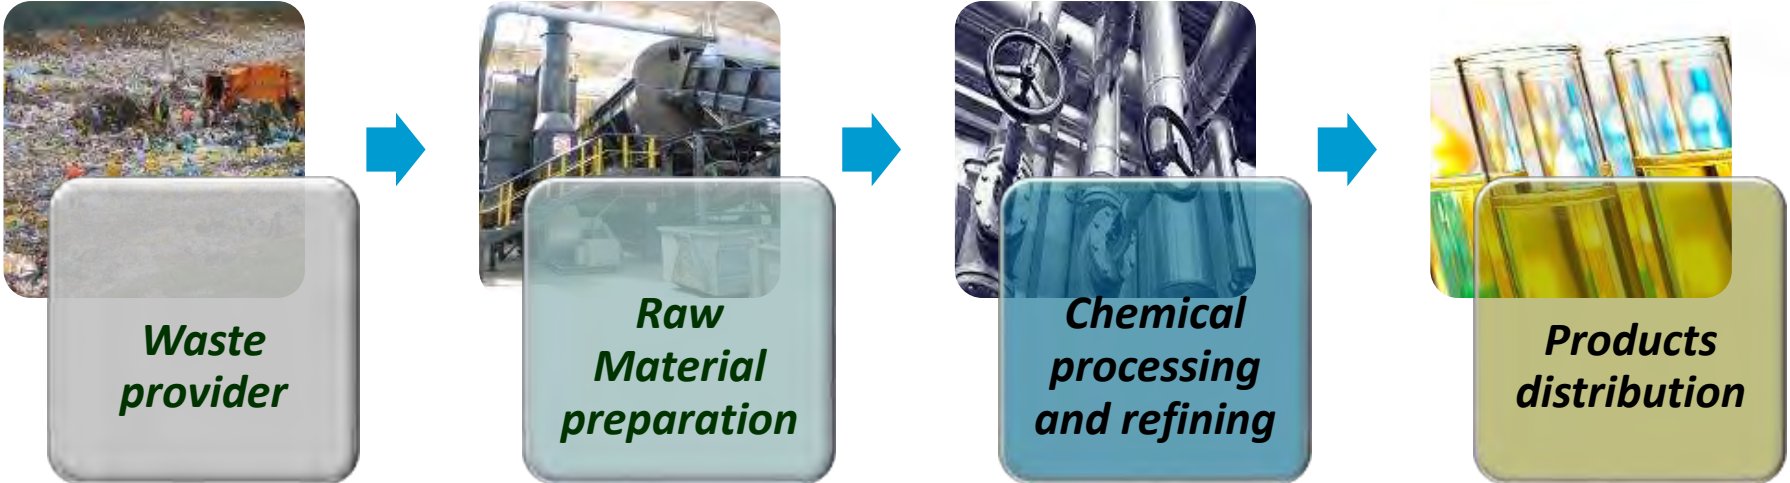 Waste
provider
Raw
Material
preparation
Chemical
processing
and refining
Products
distribution